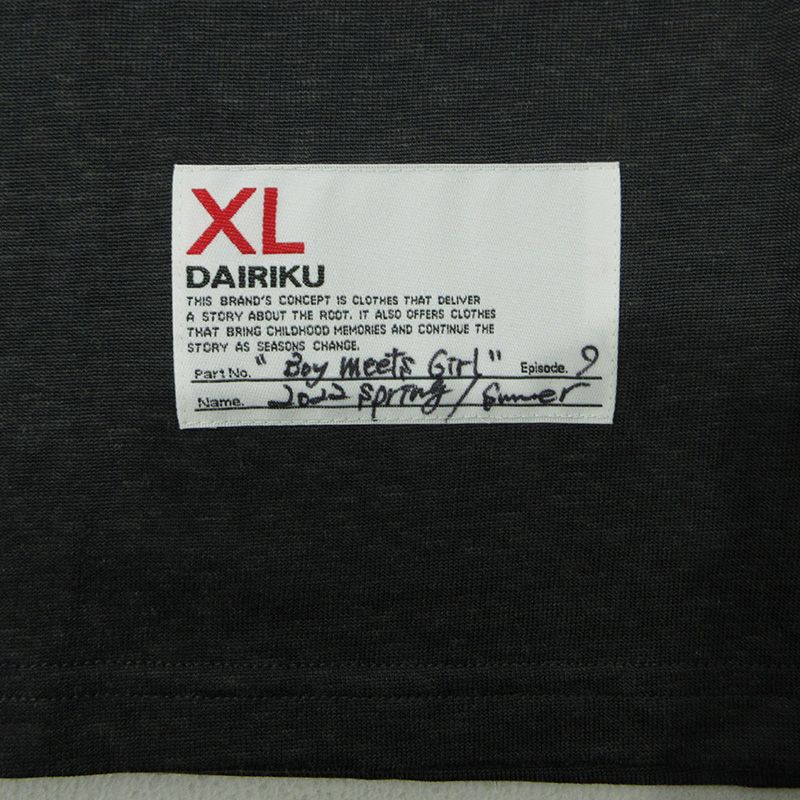 XL
DAIRIKU
THIS BRAND'S CONCEPT IS CLOTHES THAT DELIVER
A STORY ABOUT THE ROOT. IT ALSO OFFERS CLOTHES
THAT BRING CHILDHOOD MEMORIES AND CONTINUE THE
STORY AS SEASONS CHANGE.
Part No. "Boy Meets Girl" Episode. 9
Name. 2022 Spring / Summer